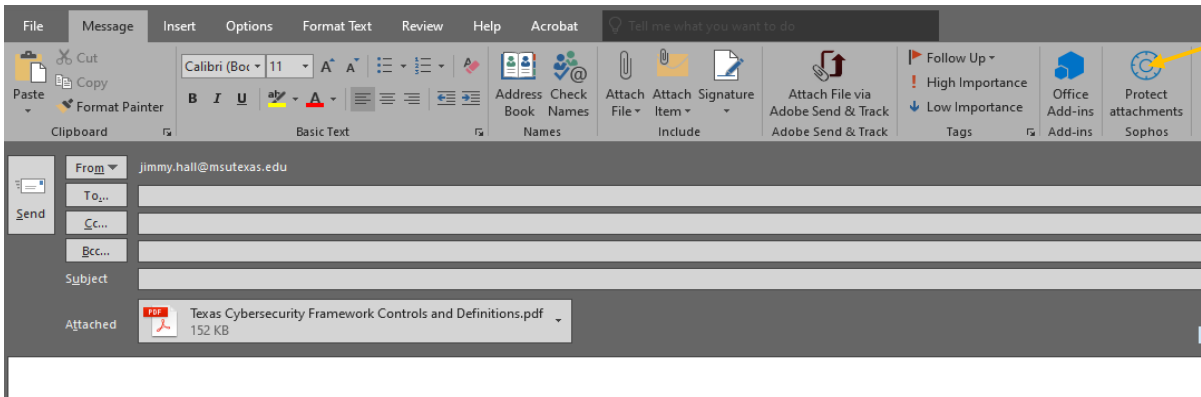 File Message Insert Options Format Text Review Help Acrobat Tell me what you want to do
Cut
Copy
Paste
Format Painter
Clipboard
Calibri (Boc 11 A A
B I U ab A
Basic Text
Address Book
Check Names
Names
Attach File
Attach Item
Signature
Include
Attach File via
Adobe Send & Track
Adobe Send & Track
Follow Up
High Importance
Low Importance
Tags
Office
Add-ins
Add-ins
Protect
attachments
Sophos
Send
From jimmy.hall@msutexas.edu
To...
Cc...
Bcc...
Subject
Attached
PDF
Texas Cybersecurity Framework Controls and Definitions.pdf
152 KB